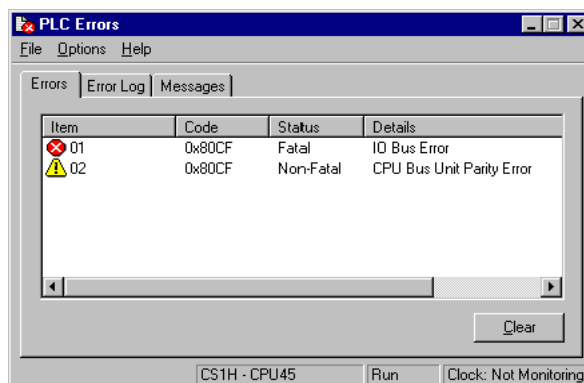 PLC Errors
File Options Help
Errors Error Log Messages
Item Code Status Details
01 0x80CF Fatal IO Bus Error
02 0x80CF Non-Fatal CPU Bus Unit Parity Error
Clear
CS1H - CPU45 Run Clock: Not Monitoring